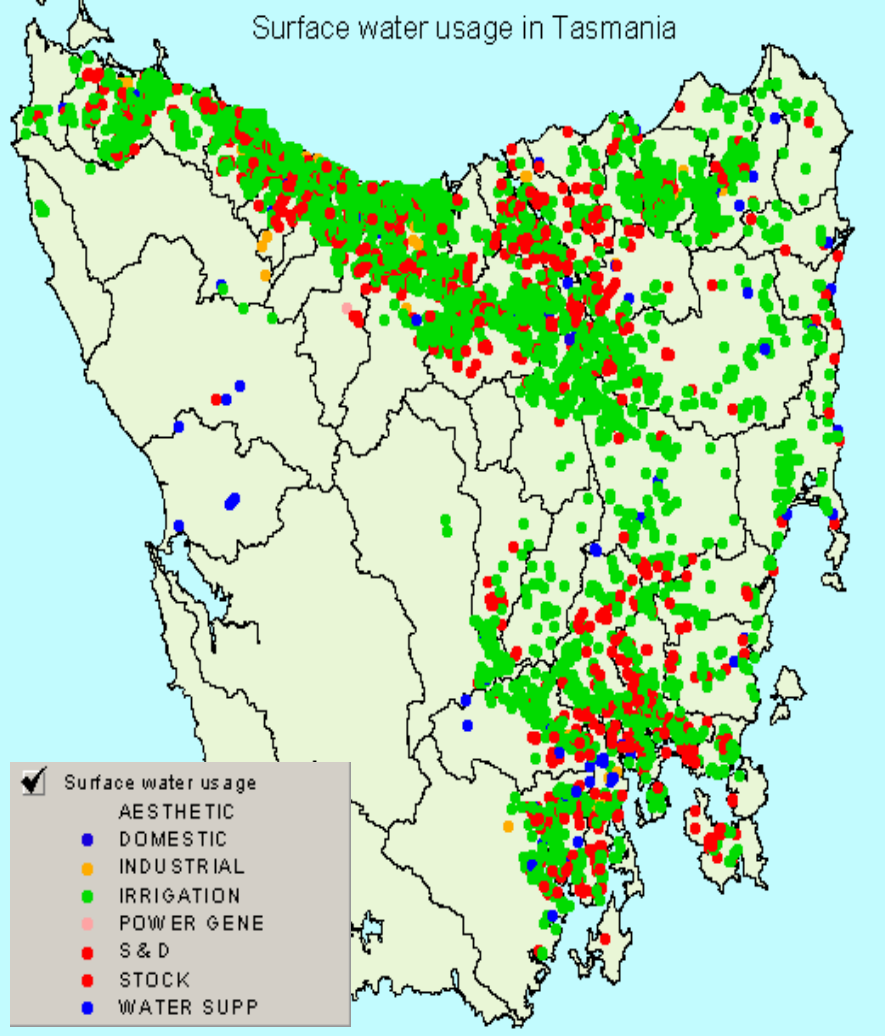 Surface water usage in Tasmania
Surface water usage
AESTHETIC
DOMESTIC
INDUSTRIAL
IRRIGATION
POWER GENE
S & D
STOCK
WATER SUPP